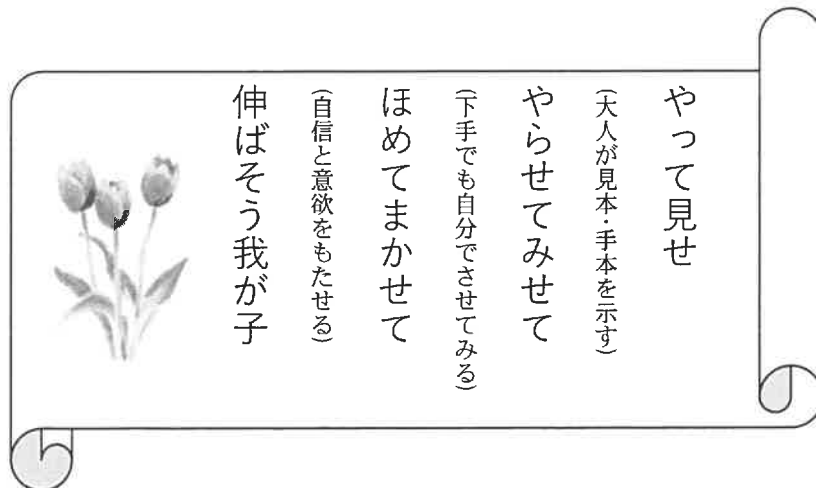 やって見せ
(大人が見本・手本を示す)
やらせてみせて
(下手でも自分でさせてみる)
ほめてまかせて
(自信と意欲をもたせる)
伸ばそう我が子